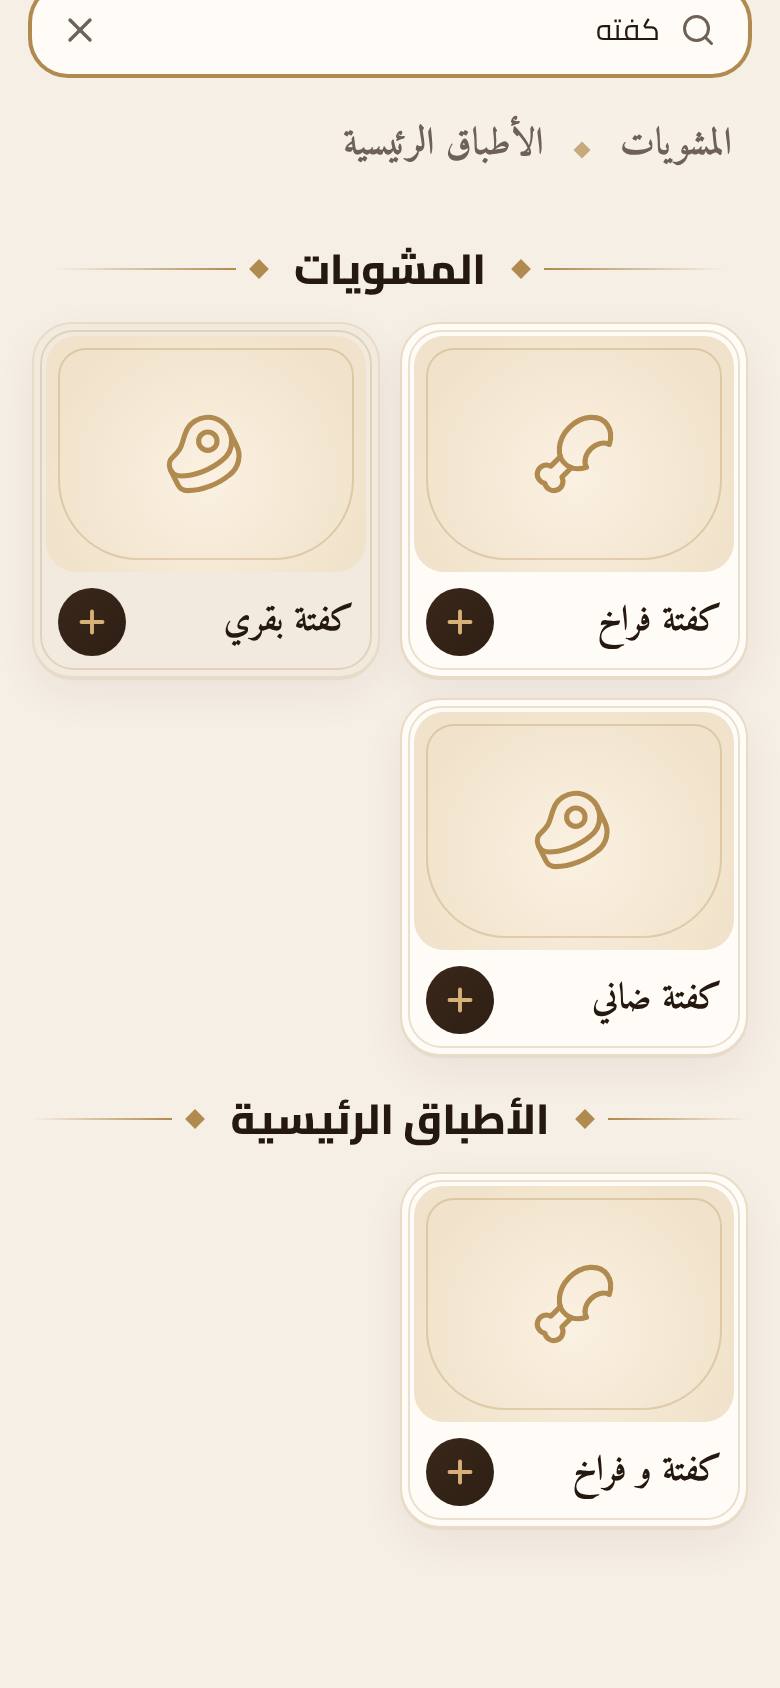 كفته
المشويات ◆ الأطباق الرئيسية
المشويات
كفتة فراخ
كفتة بقري
كفتة ضاني
الأطباق الرئيسية
كفتة و فراخ